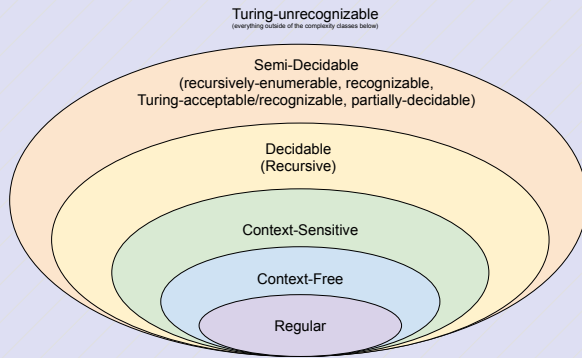 Turing-unrecognizable
(everything outside of the complexity classes below)
Semi-Decidable
(recursively-enumerable, recognizable,
Turing-acceptable/recognizable, partially-decidable)
Decidable
(Recursive)
Context-Sensitive
Context-Free
Regular